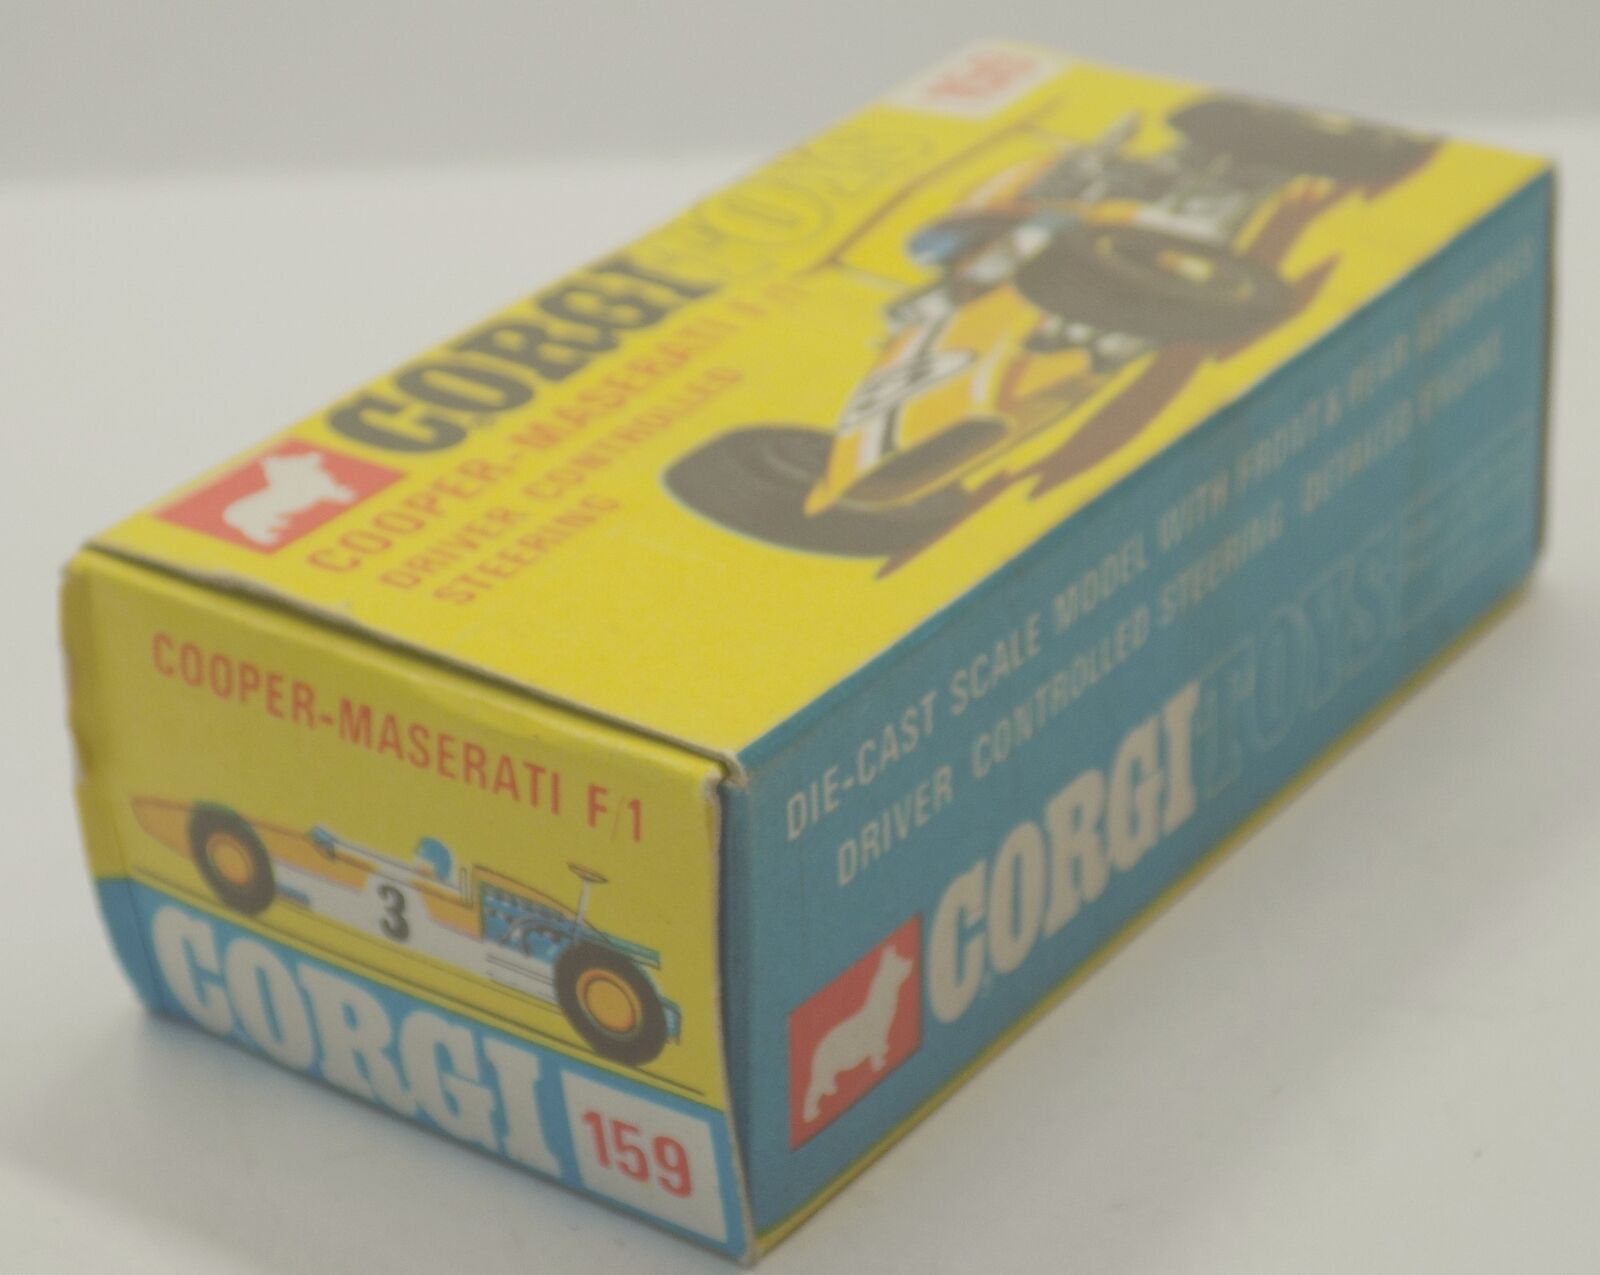 CORGI TOYS
COOPER-MASERATI F/1
DRIVER CONTROLLED
STEERING
159
COOPER-MASERATI F/1
3
CORGI
159
DIE-CAST SCALE MODEL WITH FRONT & REAR AEROFOILS
DRIVER CONTROLLED STEERING DETAILED ENGINE
CORGI TOYS